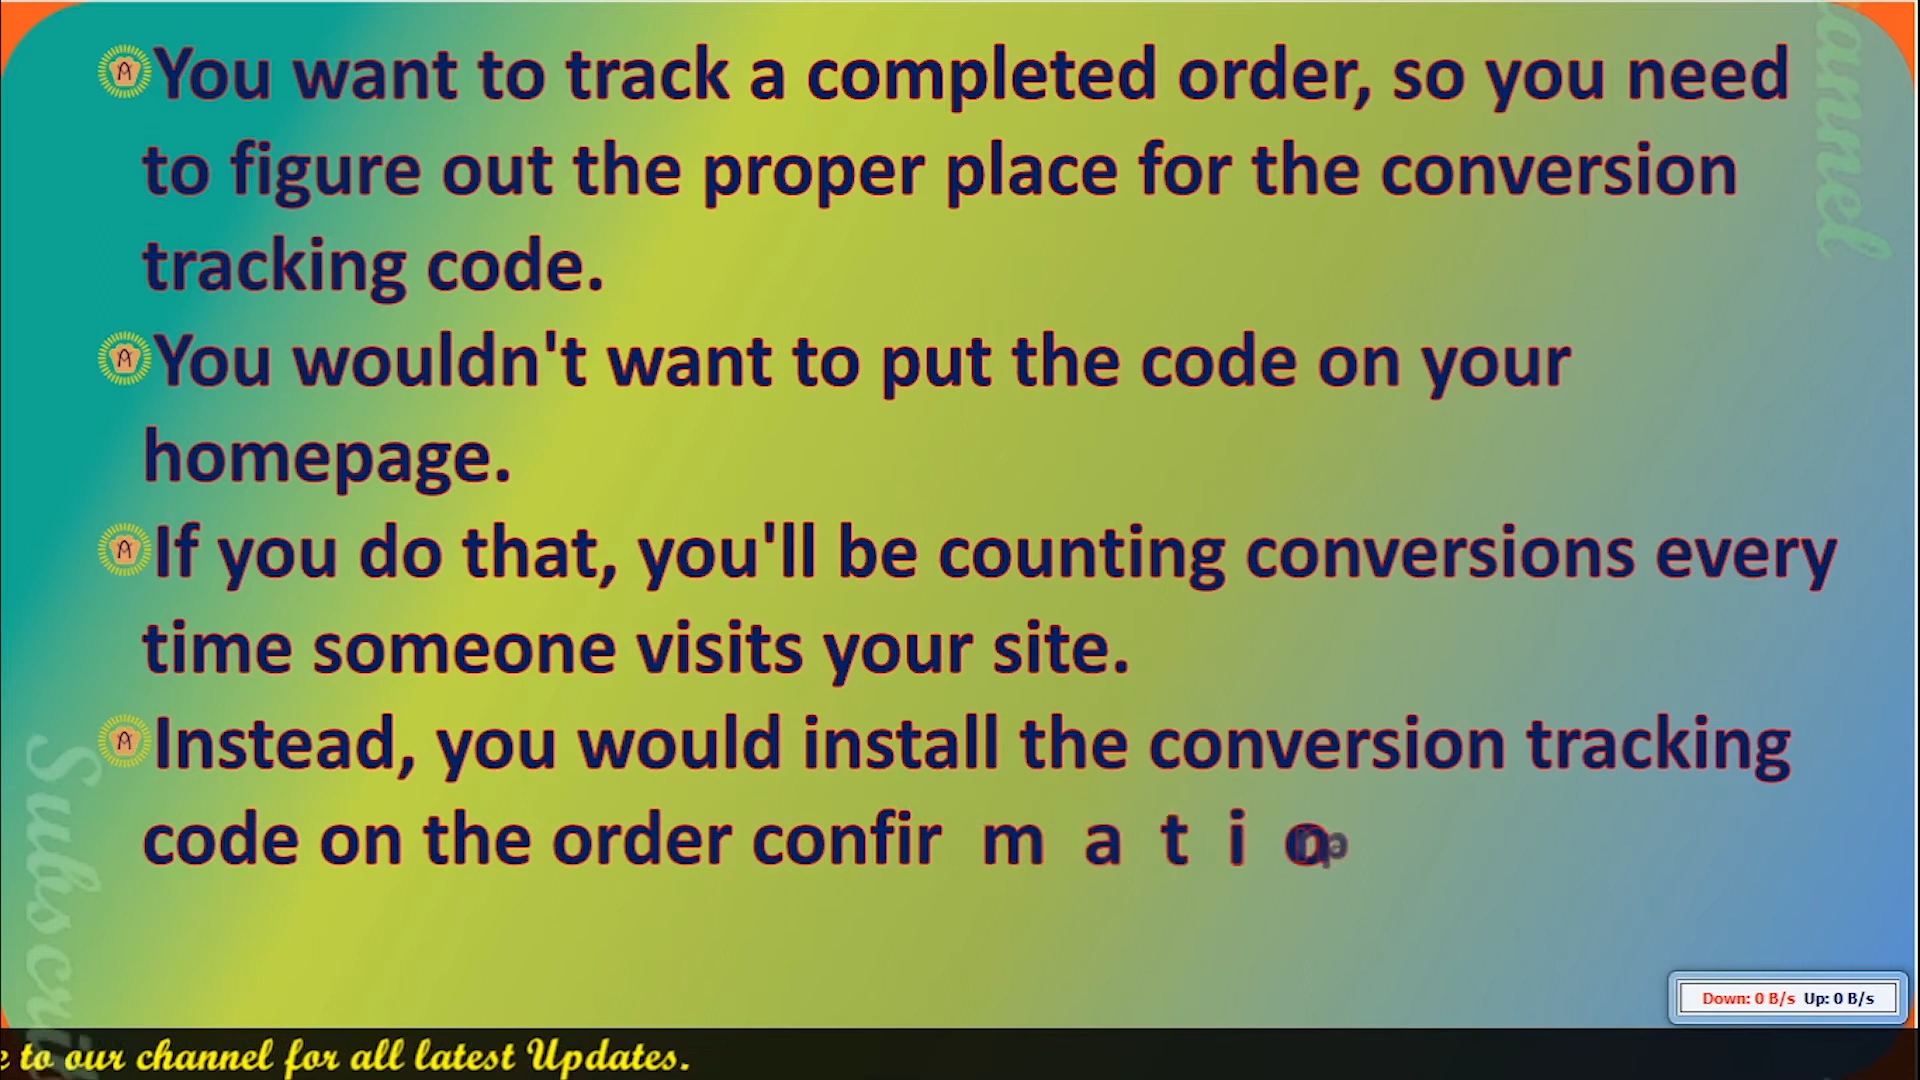 You want to track a completed order, so you need
to figure out the proper place for the conversion
tracking code.
You wouldn't want to put the code on your
homepage.
If you do that, you'll be counting conversions every
time someone visits your site.
Instead, you would install the conversion tracking
code on the order confirmatio
Down: 0 B/s Up: 0 B/s
to our channel for all latest Updates.